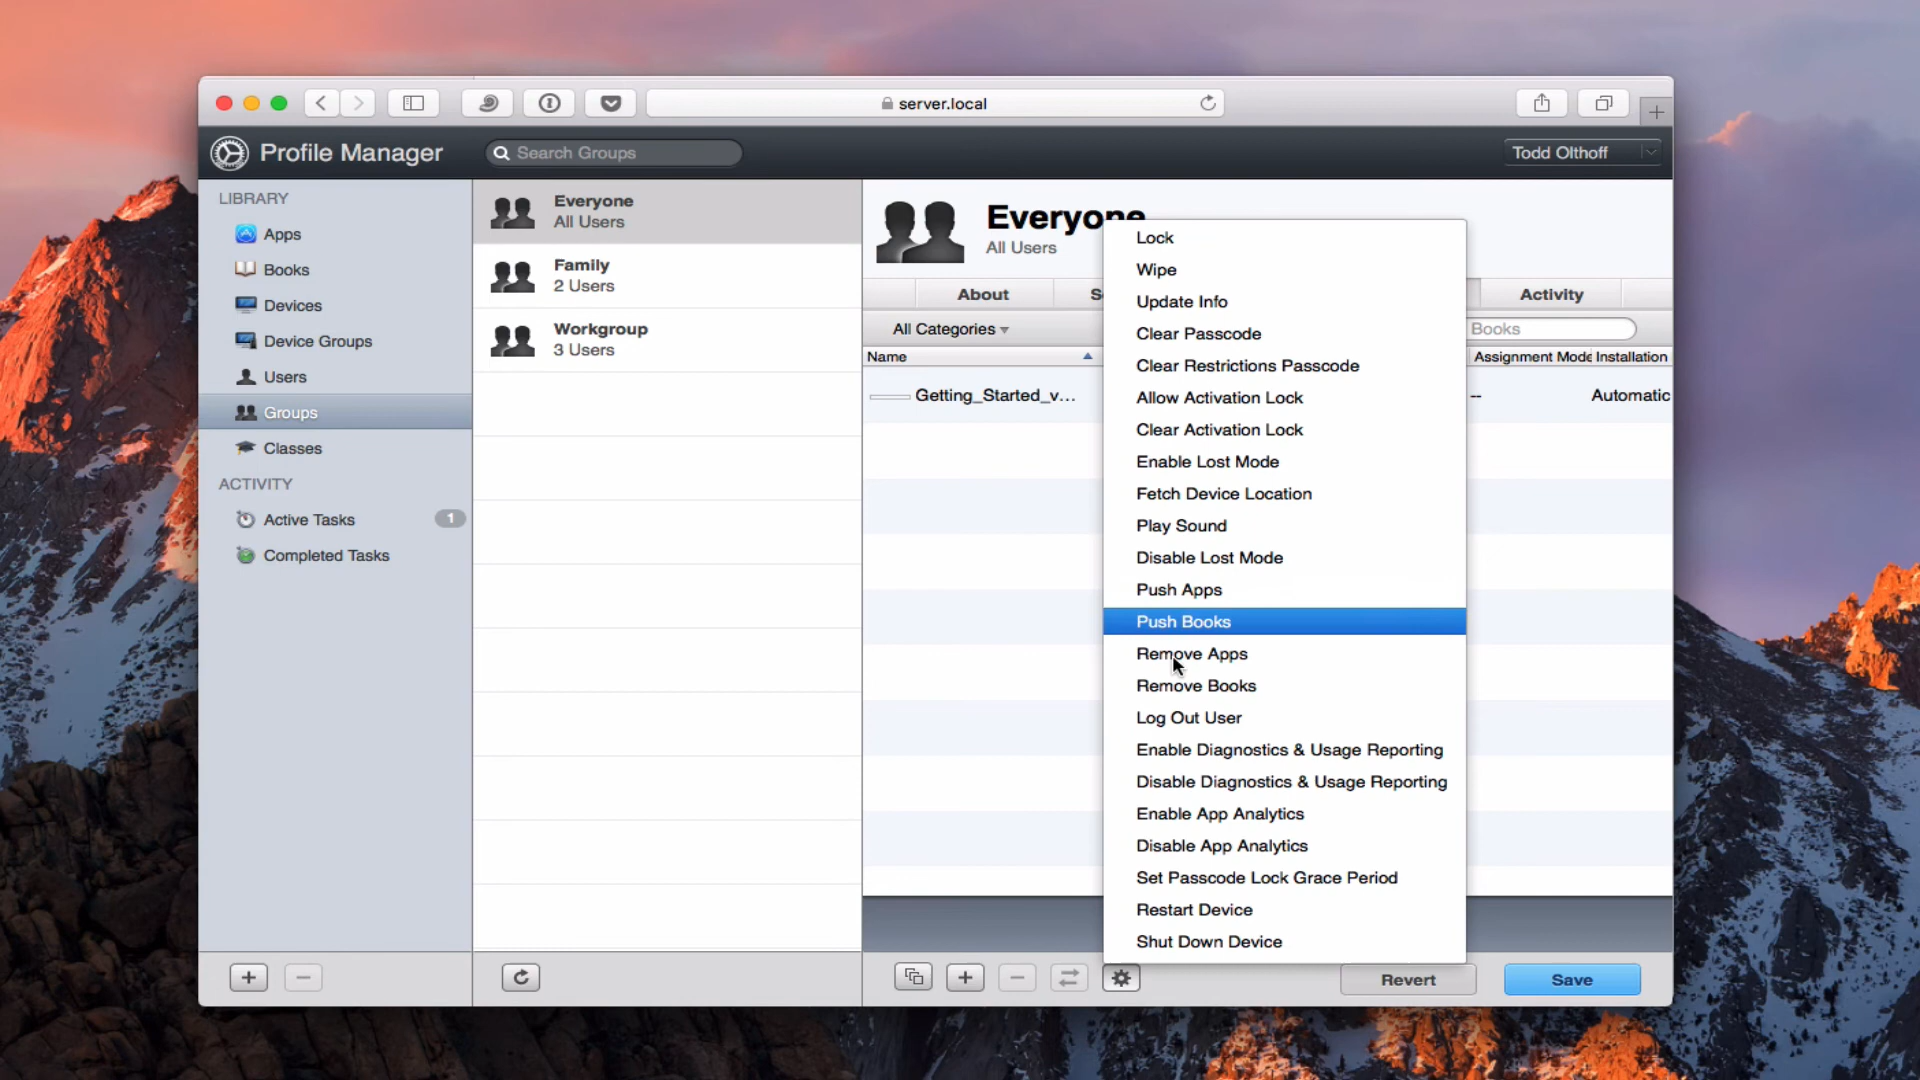 server.local
Profile Manager
Search Groups
Todd Olthoff
LIBRARY
Apps
Books
Devices
Device Groups
Users
Groups
Classes
ACTIVITY
Active Tasks
1
Completed Tasks
Everyone
All Users
Family
2 Users
Workgroup
3 Users
Everyone
All Users
About
S
Activity
All Categories
Books
Name
Assignment Mode
Installation
Getting_Started_v...
--
Automatic
Lock
Wipe
Update Info
Clear Passcode
Clear Restrictions Passcode
Allow Activation Lock
Clear Activation Lock
Enable Lost Mode
Fetch Device Location
Play Sound
Disable Lost Mode
Push Apps
Push Books
Remove Apps
Remove Books
Log Out User
Enable Diagnostics & Usage Reporting
Disable Diagnostics & Usage Reporting
Enable App Analytics
Disable App Analytics
Set Passcode Lock Grace Period
Restart Device
Shut Down Device
Revert
Save